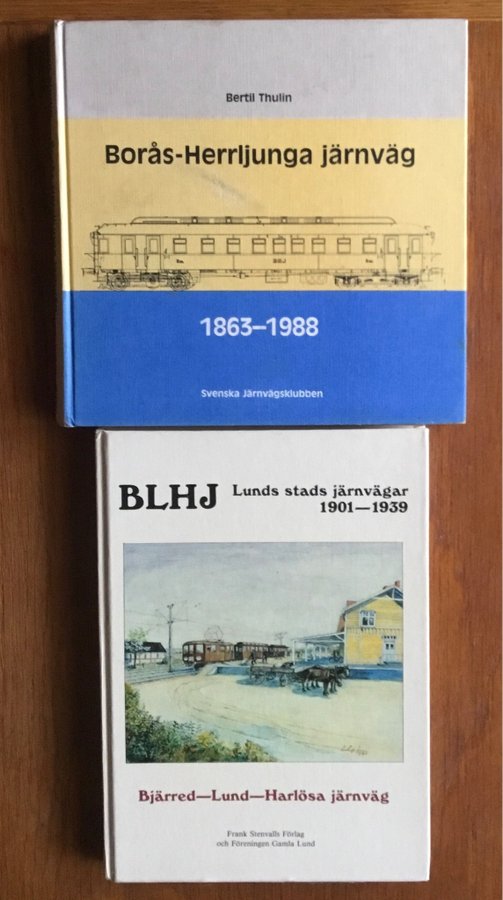 Bertil Thulin
Borås-Herrljunga järnväg
BHJ
1863–1988
Svenska Järnvägsklubben
BLHJ Lunds stads järnvägar
1901—1939
Bjärred—Lund—Harlösa järnväg
Frank Stenvalls Förlag
och Föreningen Gamla Lund